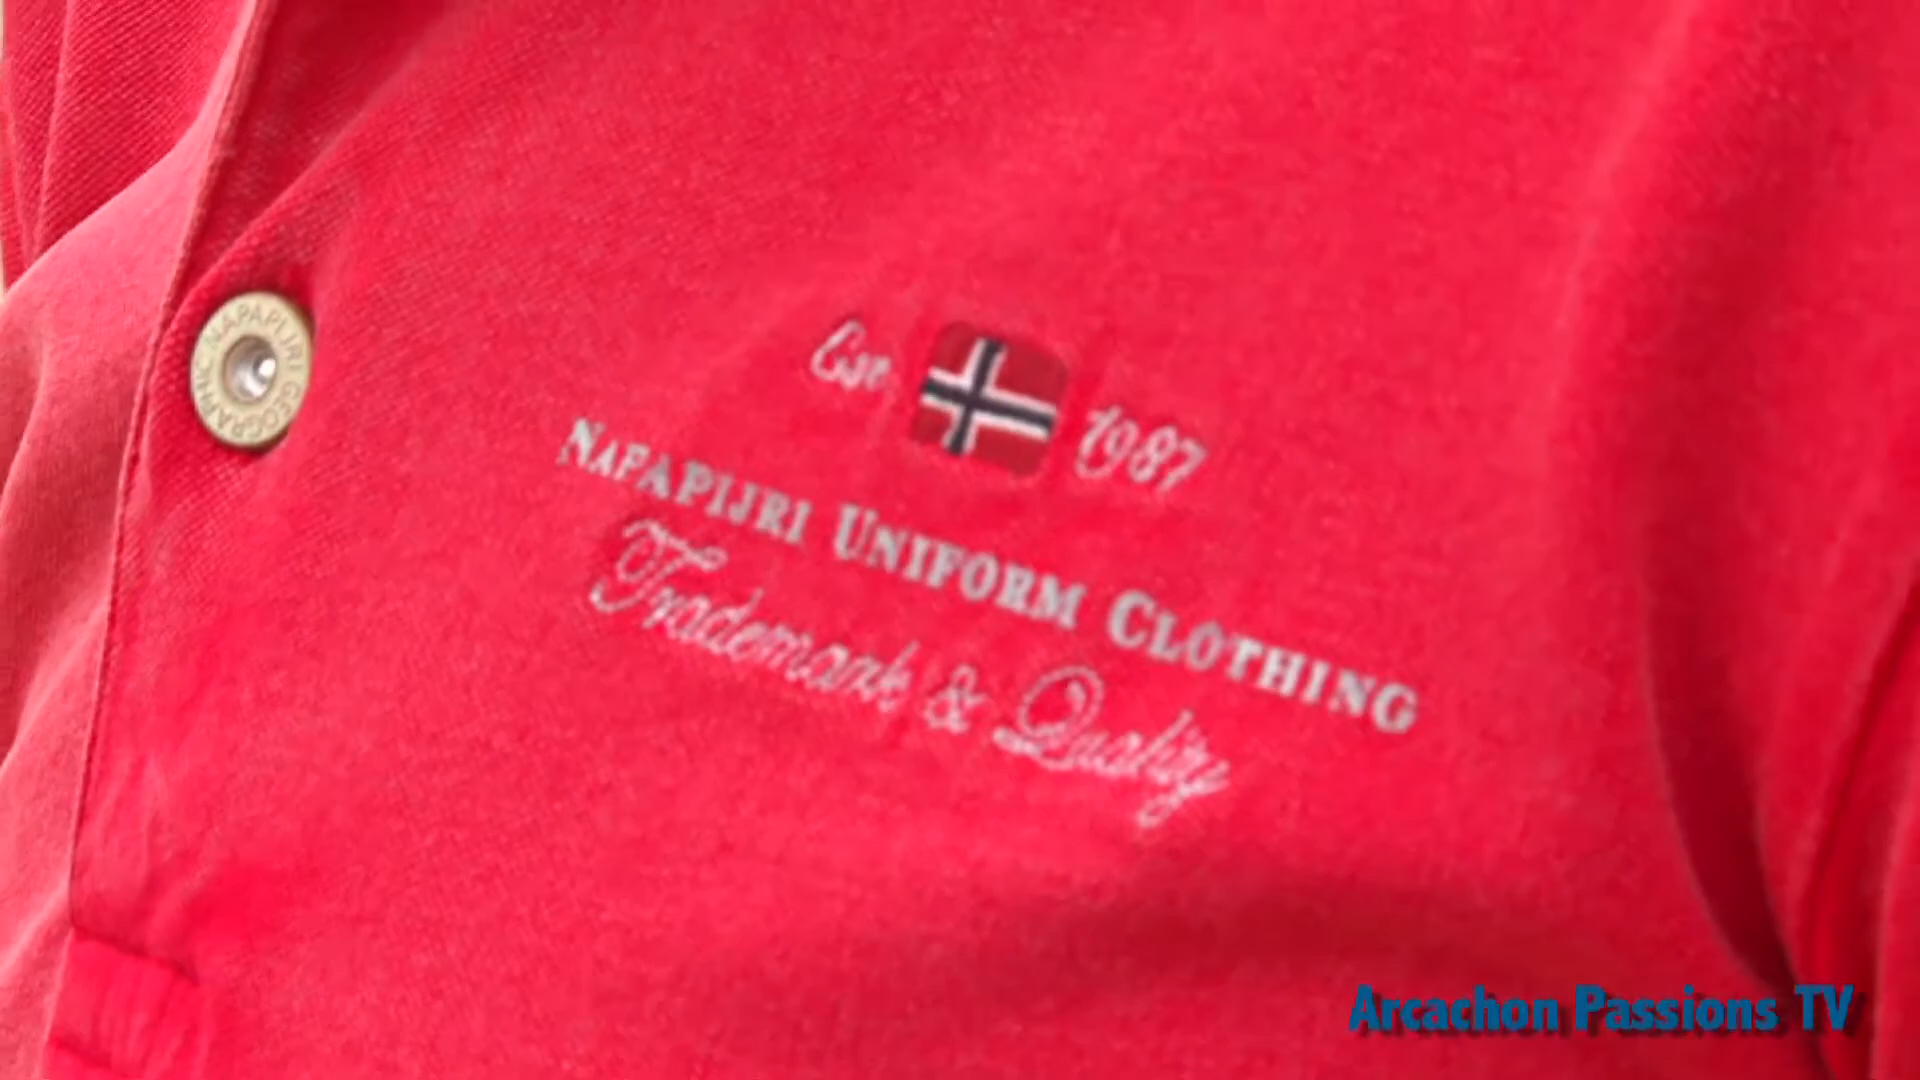 NAPAPIJRI GEOGRAPHIC
Est. 1987
NAPAPIJRI UNIFORM CLOTHING
Trademark & Quality
Arcachon Passions TV